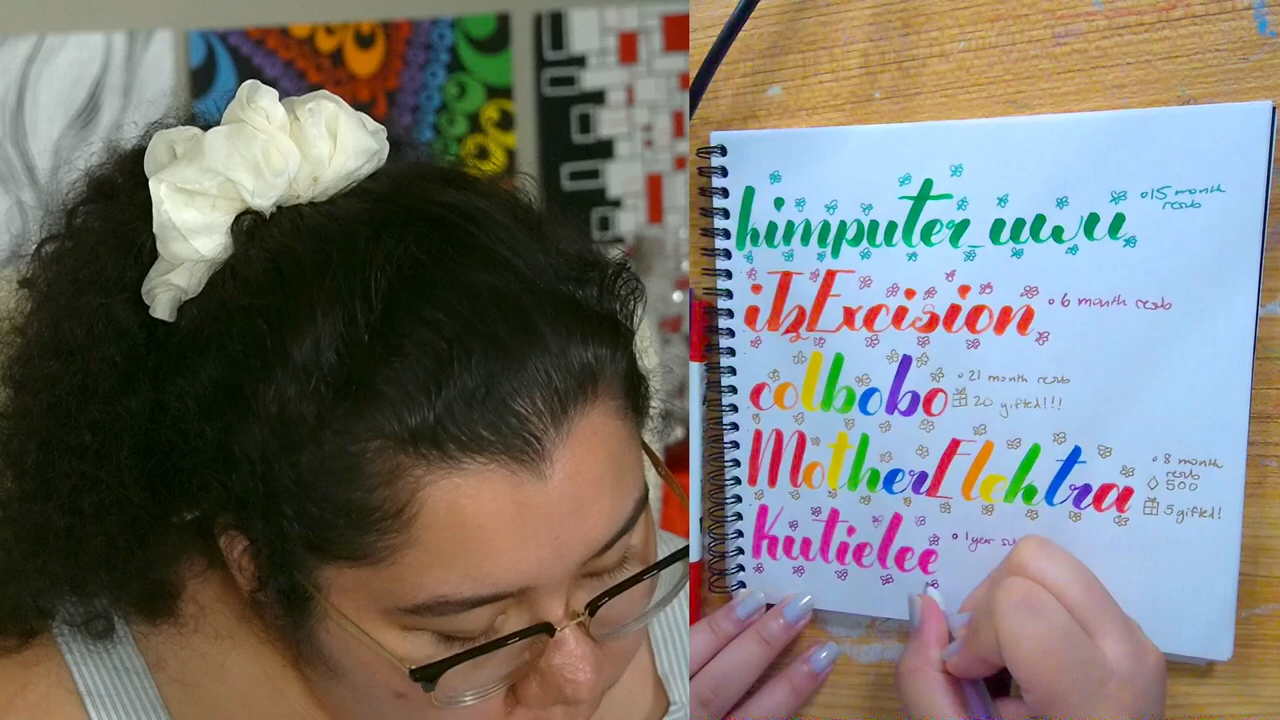 himputer_uwu
15 month
resub
itzExcision
6 month resub
colbobo
21 month resub
20 gifted!!!
MotherElektra
8 month
resub
500
5 gifted!
Kutielee
1 year